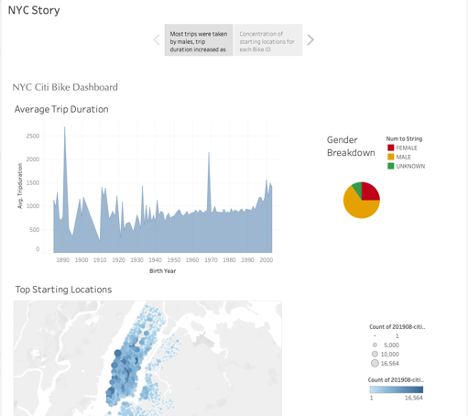 NYC Story
Most trips were taken
by males, trip
duration increased as
Concentration of
starting locations for
each Bike ID
NYC Citi Bike Dashboard
Average Trip Duration
Avg. Tripduration
2500
2000
1500
1000
500
0
1890 1900 1910 1920 1930 1940 1950 1960 1970 1980 1990 2000
Birth Year
Gender
Breakdown
Num to String
FEMALE
MALE
UNKNOWN
Top Starting Locations
Count of 201908-citi..
1
5,000
10,000
16,564
Count of 201908-citi..
1 16,564